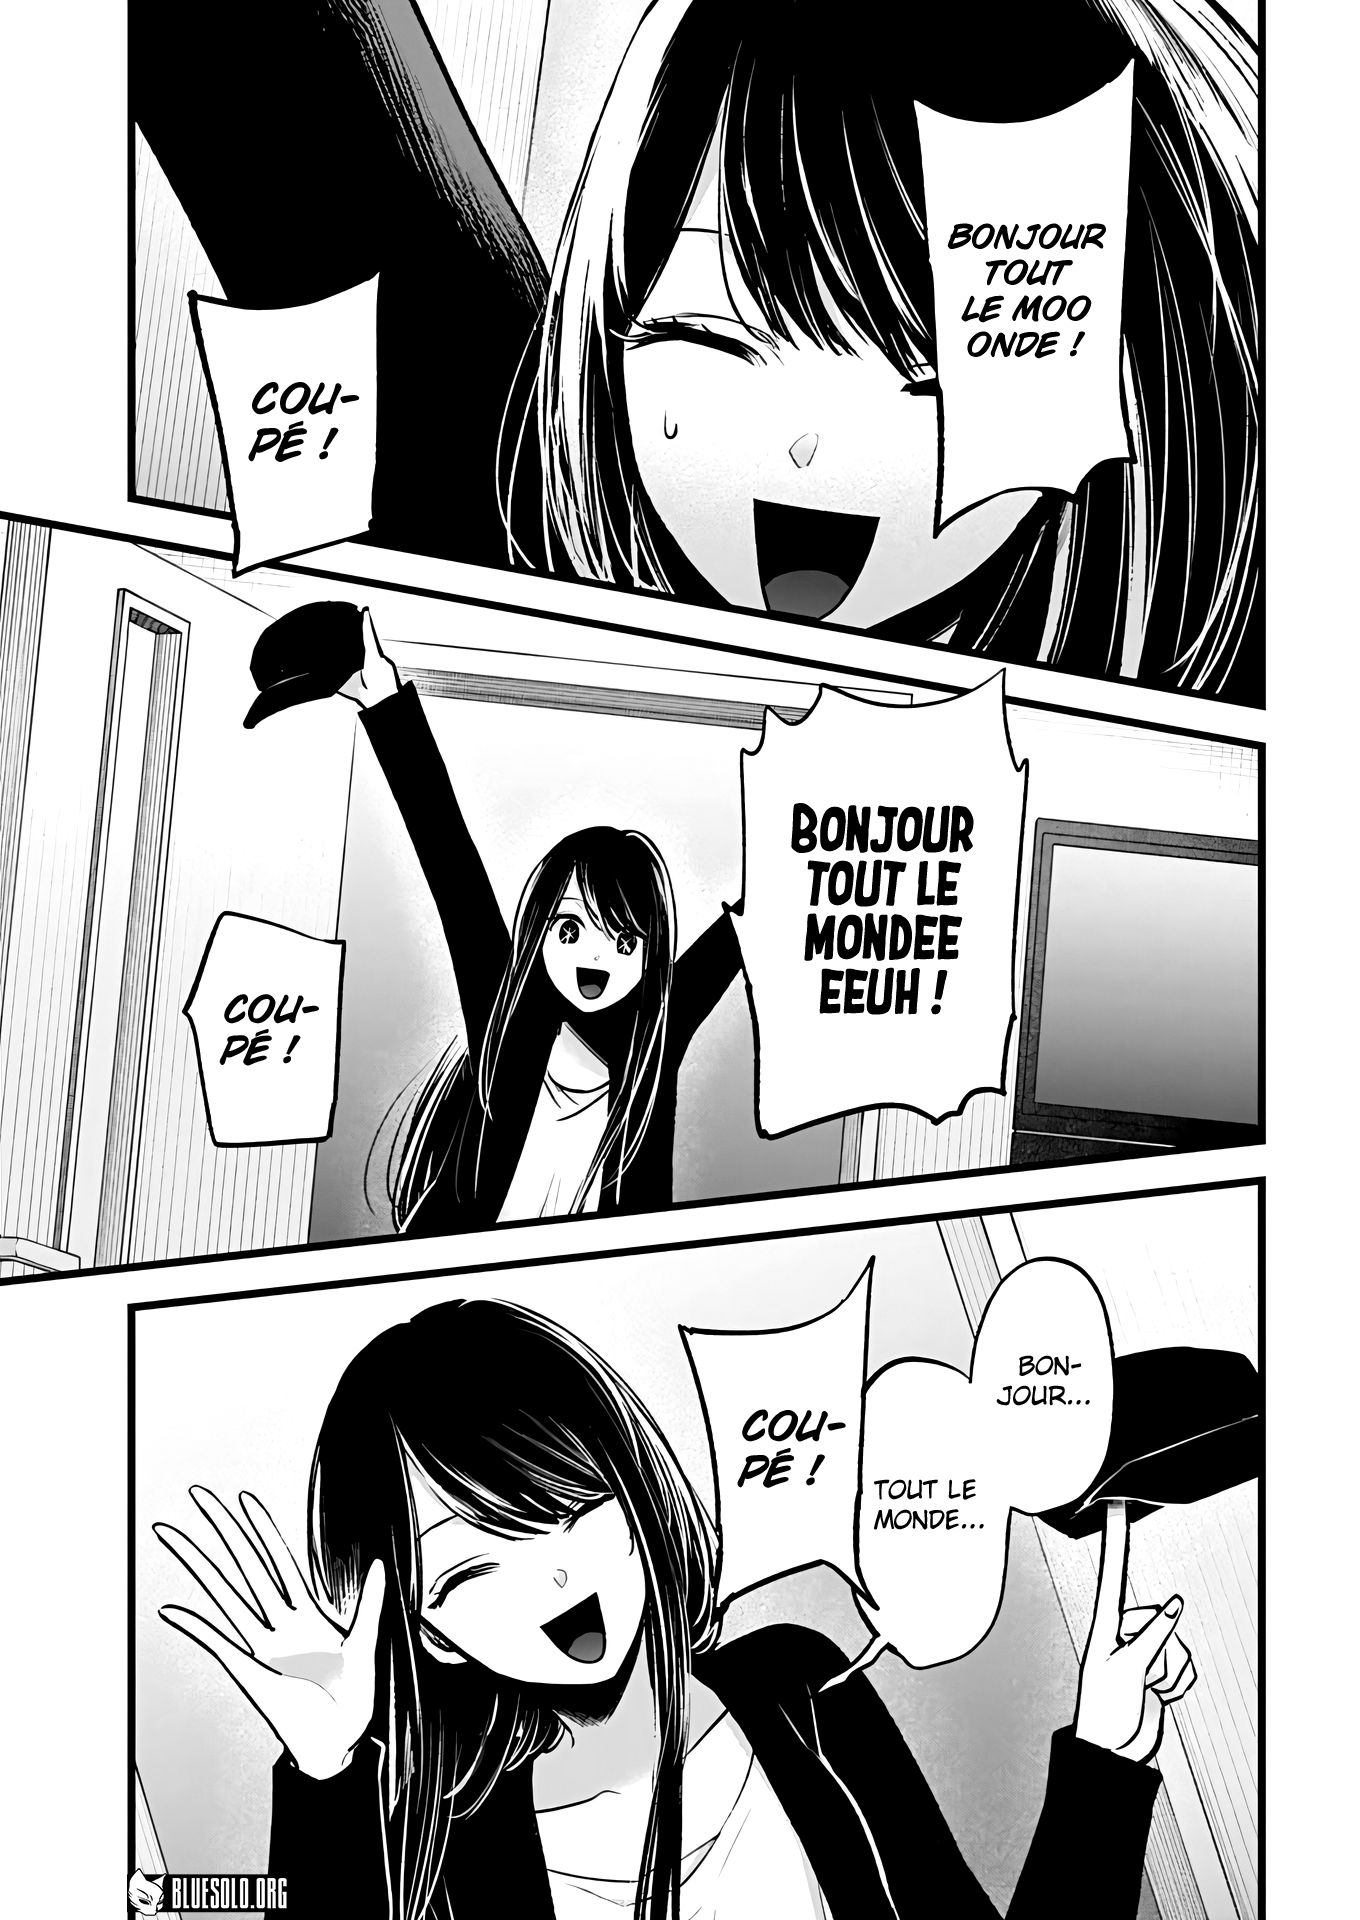 BONJOUR
TOUT
LE MOO
ONDE !
COU-
PÉ !
BONJOUR
TOUT LE
MONDEE
EEUH !
COU-
PÉ !
BON-
JOUR...
TOUT LE
MONDE...
COU-
PÉ !
BLUESOLO.ORG